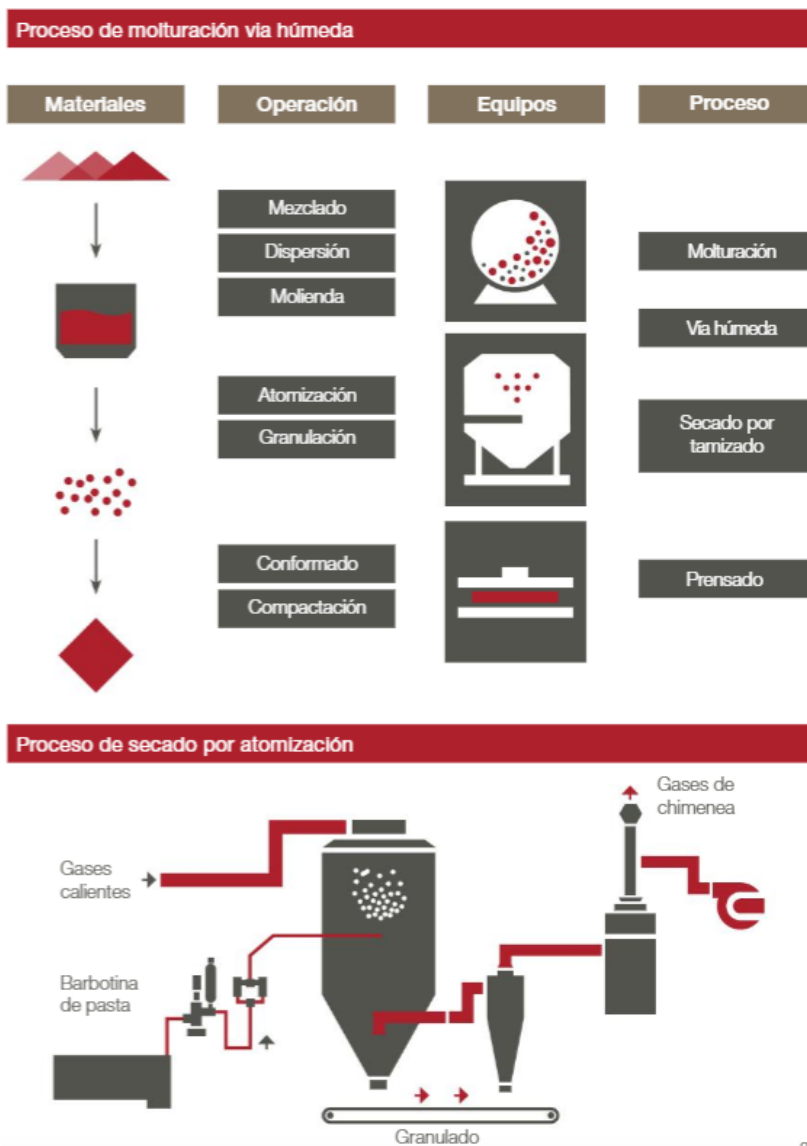 Proceso de molturación via húmeda
Materiales
Operación
Equipos
Proceso
Mezclado
Dispersión
Molienda
Molturación
Vía húmeda
Atomización
Granulación
Secado por
tamizado
Conformado
Compactación
Prensado
Proceso de secado por atomización
Gases de
chimenea
Gases
calientes
Barbotina
de pasta
Granulado